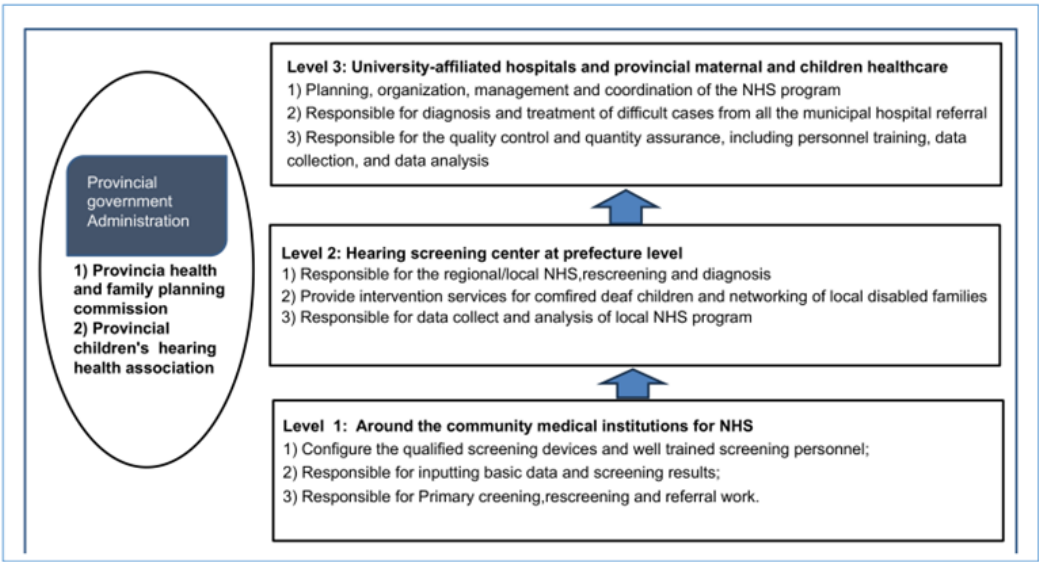 Provincial
government
Administration
1) Provincia health
and family planning
commission
2) Provincial
children's hearing
health association
Level 3: University-affiliated hospitals and provincial maternal and children healthcare
1) Planning, organization, management and coordination of the NHS program
2) Responsible for diagnosis and treatment of difficult cases from all the municipal hospital referral
3) Responsible for the quality control and quantity assurance, including personnel training, data
collection, and data analysis
Level 2: Hearing screening center at prefecture level
1) Responsible for the regional/local NHS,rescreening and diagnosis
2) Provide intervention services for comfired deaf children and networking of local disabled families
3) Responsible for data collect and analysis of local NHS program
Level 1: Around the community medical institutions for NHS
1) Configure the qualified screening devices and well trained screening personnel;
2) Responsible for inputting basic data and screening results;
3) Responsible for Primary creening,rescreening and referral work.